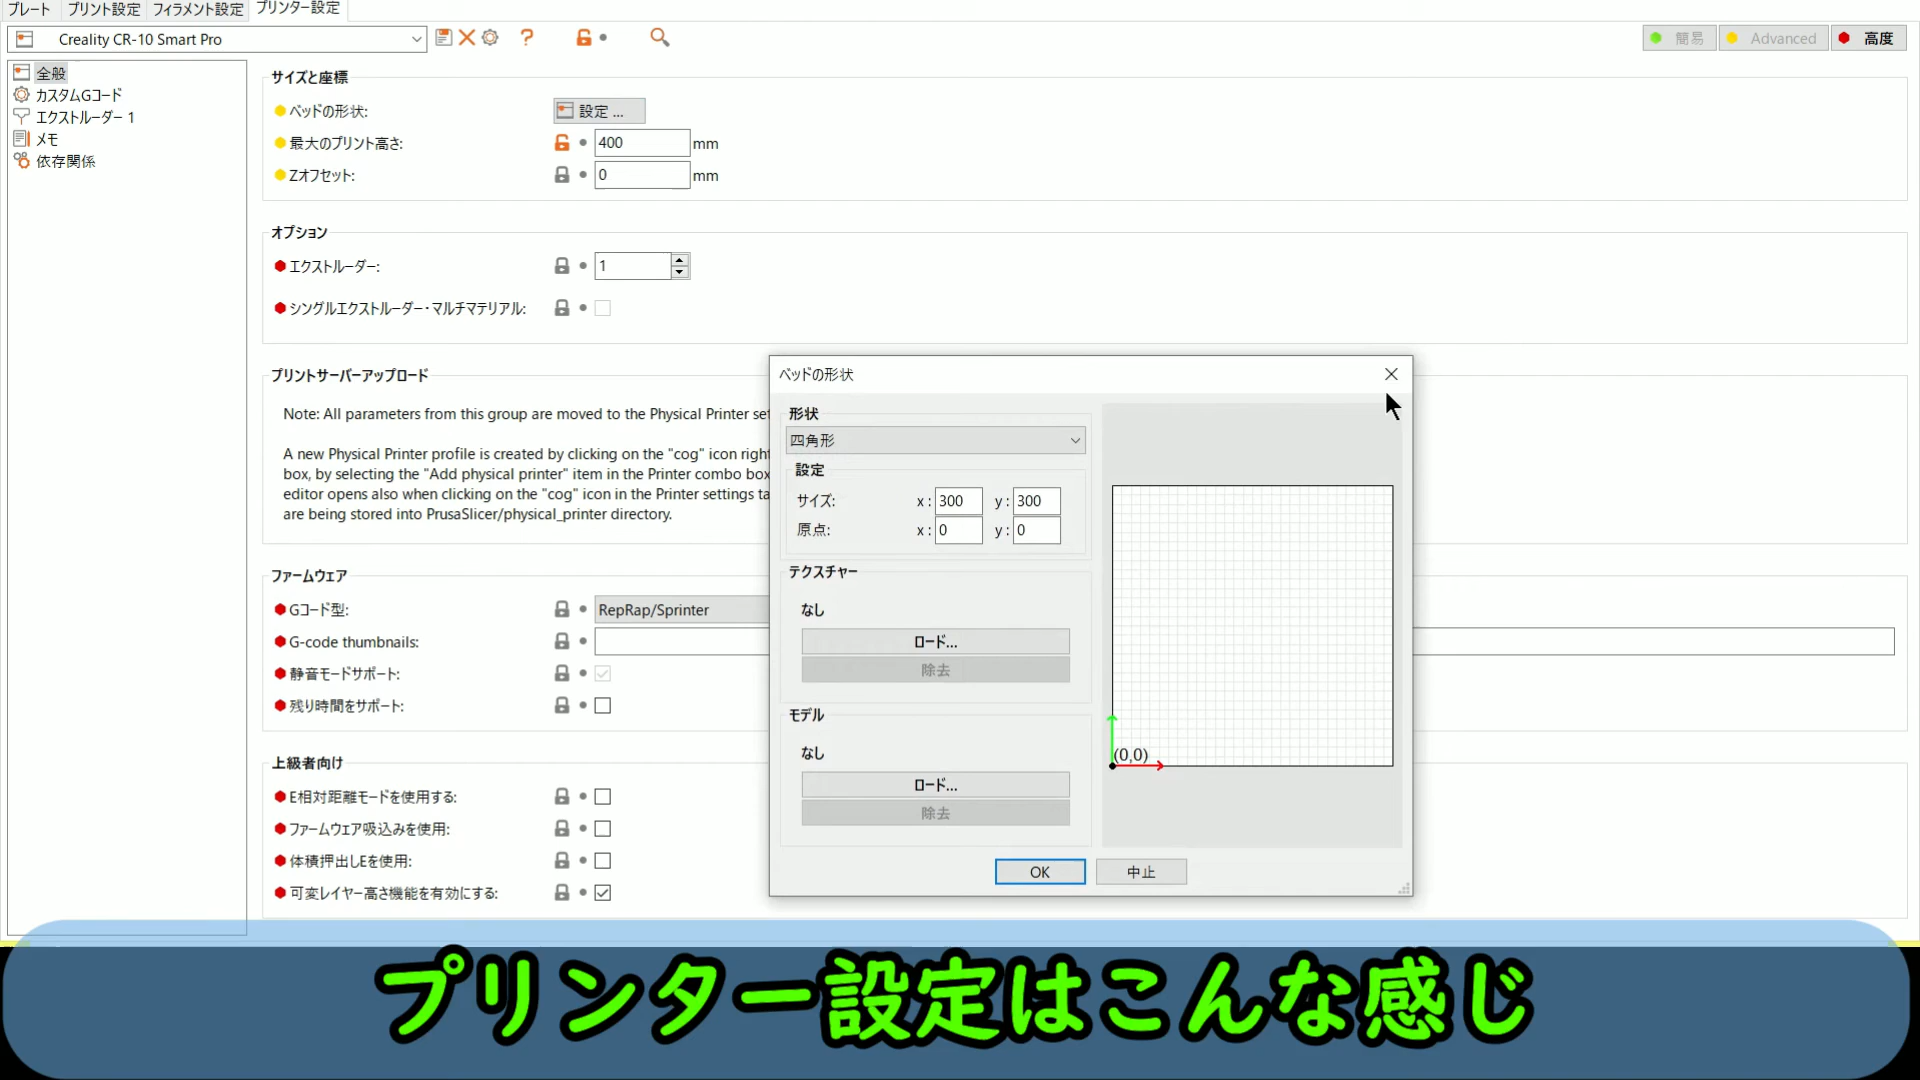 プレート プリント設定 フィラメント設定 プリンター設定
Creality CR-10 Smart Pro
簡易 Advanced 高度
全般
カスタムGコード
エクストルーダー 1
メモ
依存関係
サイズと座標
ベッドの形状: 設定 ...
最大のプリント高さ: 400 mm
Zオフセット: 0 mm
オプション
エクストルーダー: 1
シングルエクストルーダー・マルチマテリアル:
プリントサーバーアップロード
Note: All parameters from this group are moved to the Physical Printer set
A new Physical Printer profile is created by clicking on the "cog" icon right
box, by selecting the "Add physical printer" item in the Printer combo box
editor opens also when clicking on the "cog" icon in the Printer settings ta
are being stored into PrusaSlicer/physical_printer directory.
ファームウェア
Gコード型: RepRap/Sprinter
G-code thumbnails:
静音モードサポート:
残り時間をサポート:
上級者向け
E相対距離モードを使用する:
ファームウェア吸込みを使用:
体積押出しEを使用:
可変レイヤー高さ機能を有効にする:
ベッドの形状
形状
四角形
設定
サイズ: x: 300 y: 300
原点: x: 0 y: 0
テクスチャー
なし
ロード...
除去
モデル
なし
ロード...
除去
(0,0)
OK 中止
プリンター設定はこんな感じ